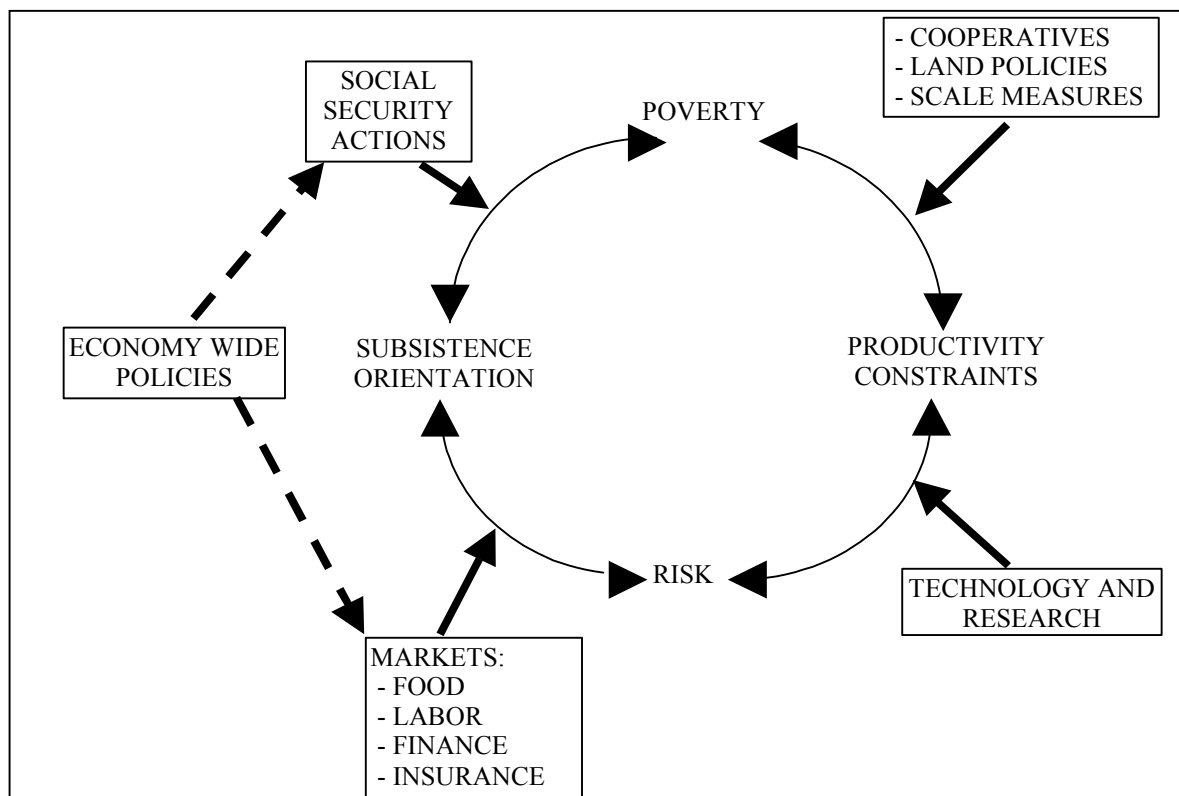 - COOPERATIVES
- LAND POLICIES
- SCALE MEASURES
SOCIAL
SECURITY
ACTIONS
POVERTY
ECONOMY WIDE
POLICIES
SUBSISTENCE
ORIENTATION
PRODUCTIVITY
CONSTRAINTS
RISK
TECHNOLOGY AND
RESEARCH
MARKETS:
- FOOD
- LABOR
- FINANCE
- INSURANCE